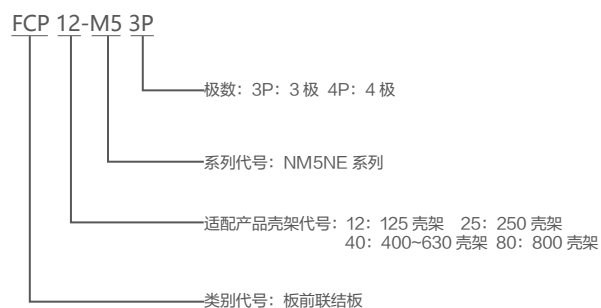 FCP 12-M5 3P
极数：3P：3 极 4P：4 极
系列代号：NM5NE 系列
适配产品壳架代号：12：125 壳架 25：250 壳架
40：400~630 壳架 80：800 壳架
类别代号：板前联结板